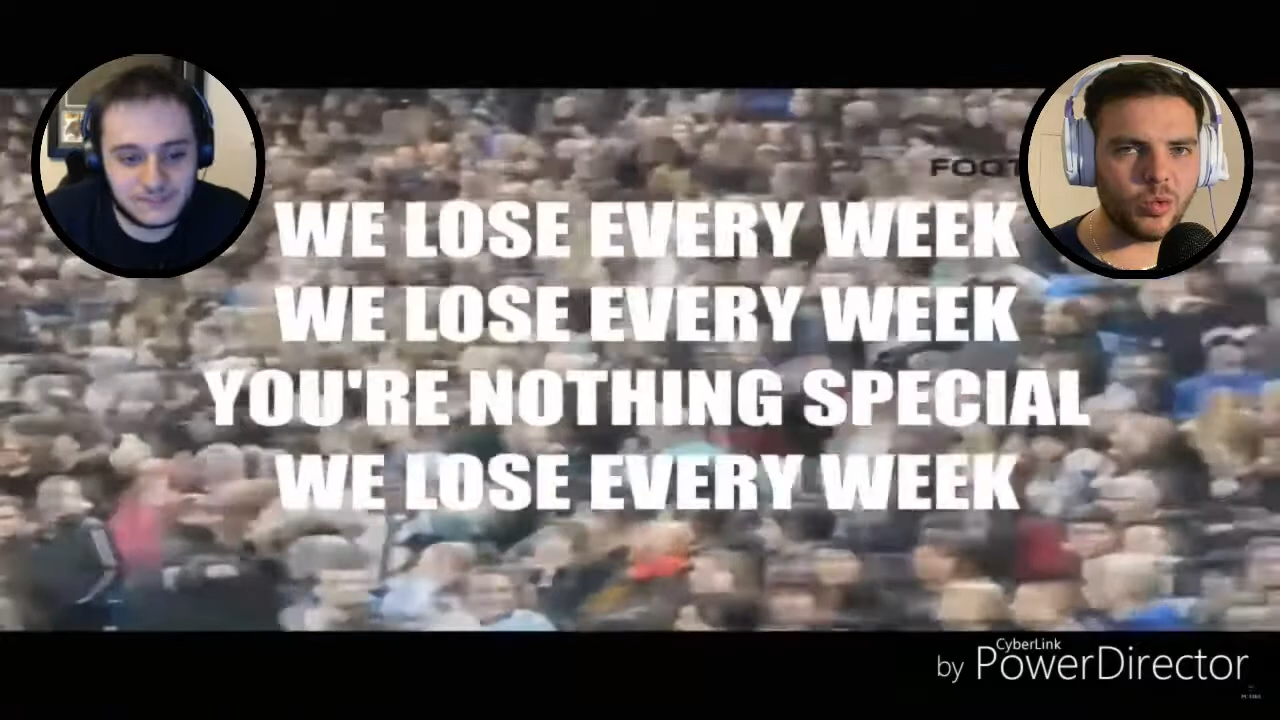 FOOT
WE LOSE EVERY WEEK
WE LOSE EVERY WEEK
YOU'RE NOTHING SPECIAL
WE LOSE EVERY WEEK
CyberLink
by PowerDirector